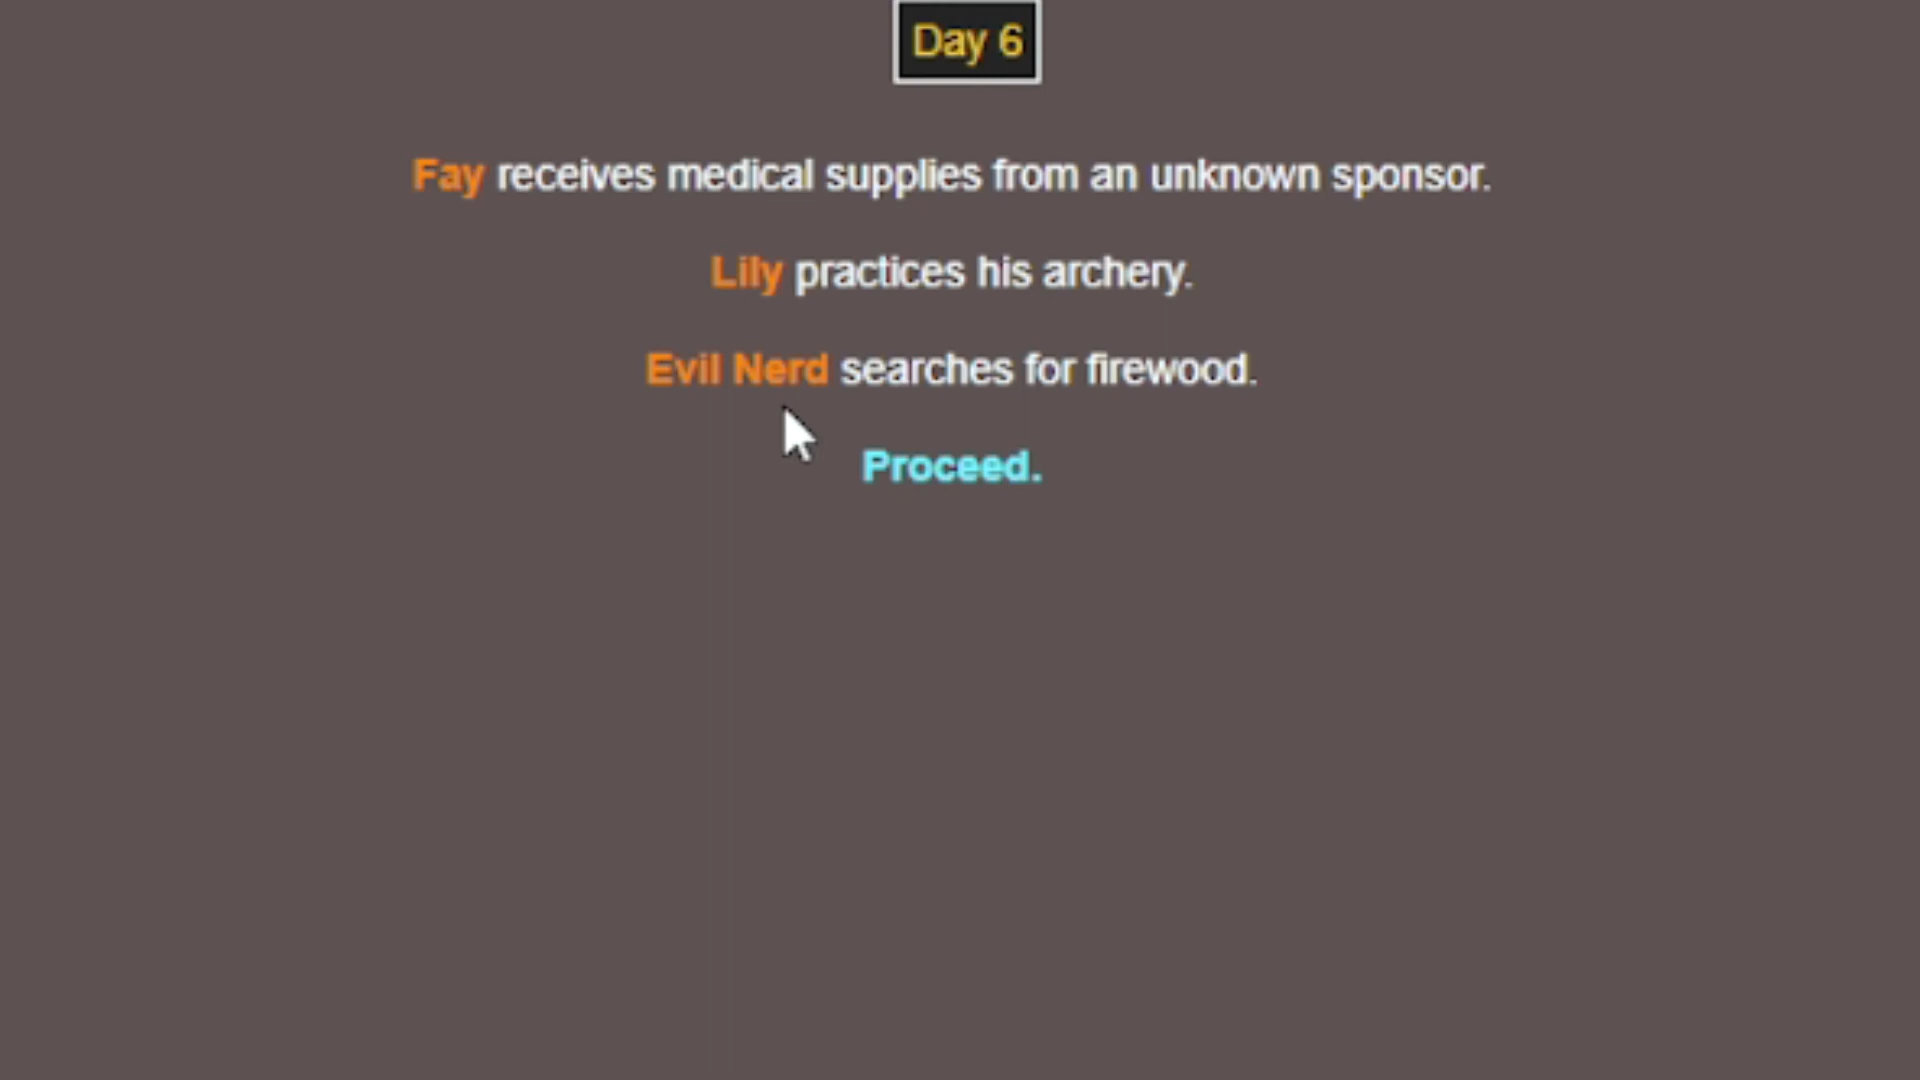 Day 6
Fay receives medical supplies from an unknown sponsor.
Lily practices his archery.
Evil Nerd searches for firewood.
Proceed.